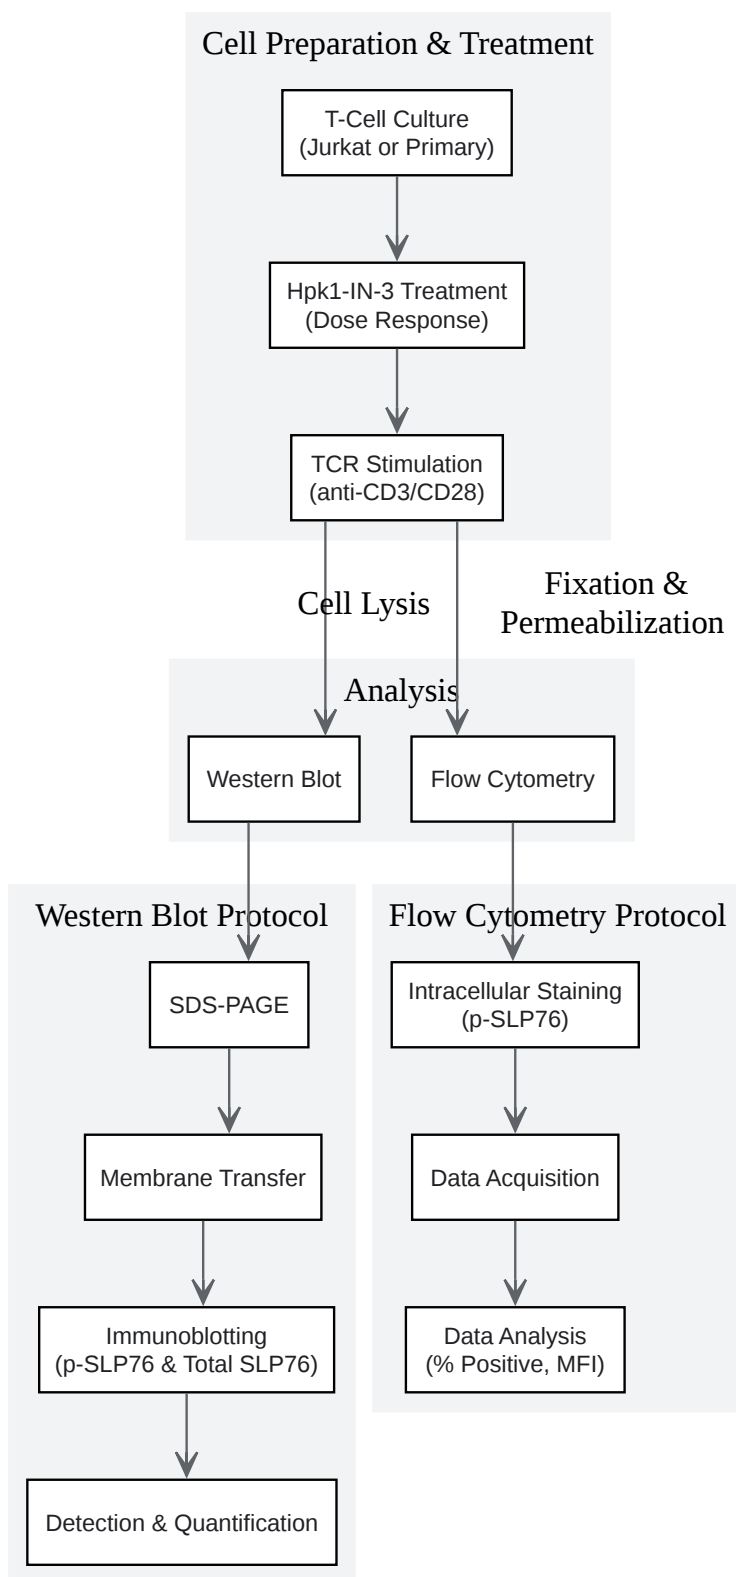 Cell Preparation & Treatment
T-Cell Culture
(Jurkat or Primary)
Hpk1-IN-3 Treatment
(Dose Response)
TCR Stimulation
(anti-CD3/CD28)
Cell Lysis
Fixation &
Permeabilization
Analysis
Western Blot
Flow Cytometry
Western Blot Protocol
SDS-PAGE
Membrane Transfer
Immunoblotting
(p-SLP76 & Total SLP76)
Detection & Quantification
Flow Cytometry Protocol
Intracellular Staining
(p-SLP76)
Data Acquisition
Data Analysis
(% Positive, MFI)